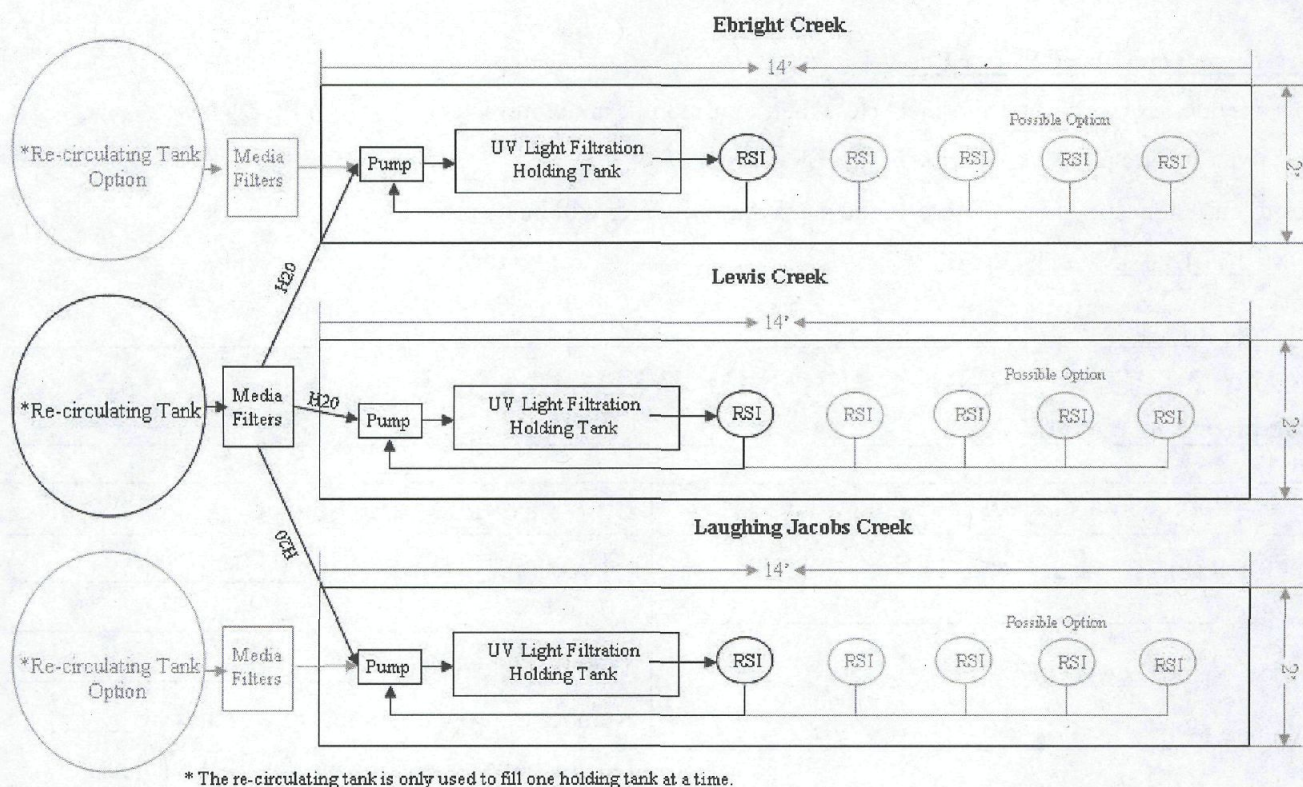 Ebright Creek
14'
Possible Option
*Re-circulating Tank
Option
Media
Filters
Pump
UV Light Filtration
Holding Tank
RSI
RSI
RSI
RSI
RSI
2'
H20
Lewis Creek
14'
Possible Option
*Re-circulating Tank
Media
Filters
H20
Pump
UV Light Filtration
Holding Tank
RSI
RSI
RSI
RSI
RSI
2'
H20
Laughing Jacobs Creek
14'
Possible Option
*Re-circulating Tank
Option
Media
Filters
Pump
UV Light Filtration
Holding Tank
RSI
RSI
RSI
RSI
RSI
2'
* The re-circulating tank is only used to fill one holding tank at a time.